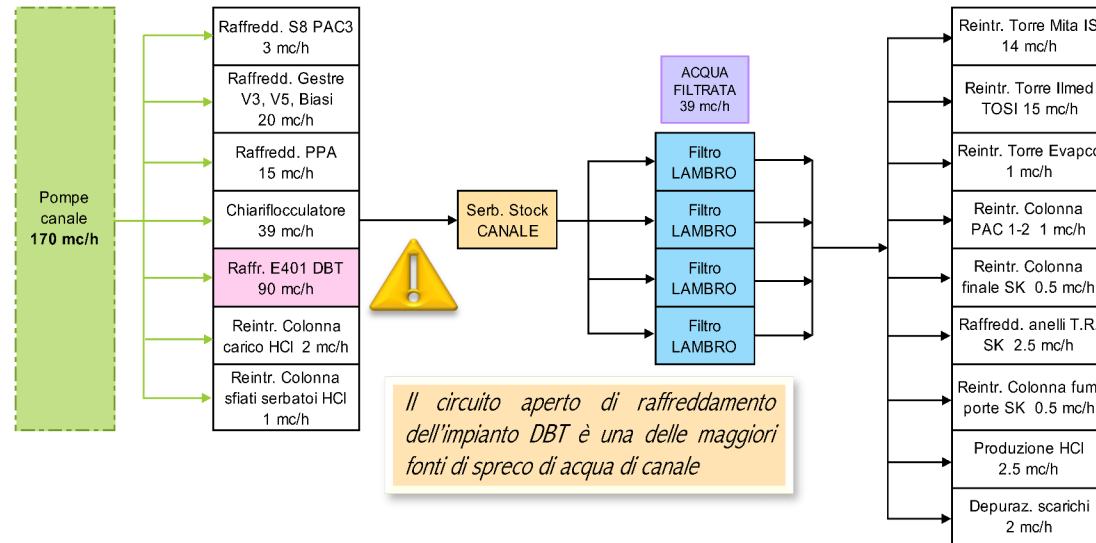 Pompe
canale
170 mc/h
Raffredd. S8 PAC3
3 mc/h
Raffredd. Gestre
V3, V5, Biasi
20 mc/h
Raffredd. PPA
15 mc/h
Chiariflocculatore
39 mc/h
Raffr. E401 DBT
90 mc/h
Reintr. Colonna
carico HCl 2 mc/h
Reintr. Colonna
sfiati serbatoi HCl
1 mc/h
Serb. Stock
CANALE
ACQUA
FILTRATA
39 mc/h
Filtro
LAMBRO
Filtro
LAMBRO
Filtro
LAMBRO
Filtro
LAMBRO
Il circuito aperto di raffreddamento
dell'impianto DBT è una delle maggiori
fonti di spreco di acqua di canale
Reintr. Torre Mita IS
14 mc/h
Reintr. Torre Ilmed
TOSI 15 mc/h
Reintr. Torre Evapco
1 mc/h
Reintr. Colonna
PAC 1-2 1 mc/h
Reintr. Colonna
finale SK 0.5 mc/h
Raffredd. anelli T.R.
SK 2.5 mc/h
Reintr. Colonna fum
porte SK 0.5 mc/h
Produzione HCl
2.5 mc/h
Depuraz. scarichi
2 mc/h